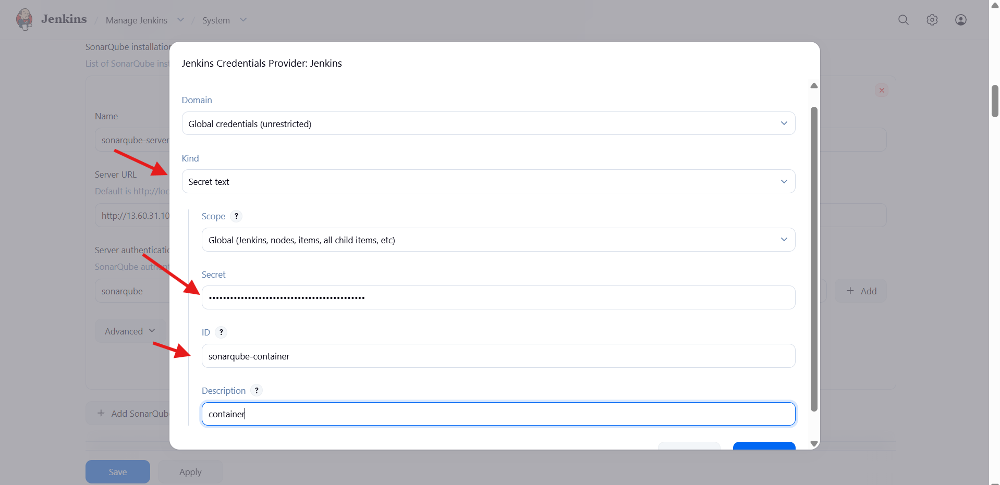 Jenkins / Manage Jenkins / System
SonarQube installation
List of SonarQube inst
Jenkins Credentials Provider: Jenkins
Domain
Global credentials (unrestricted)
Name
sonarqube-server
Kind
Secret text
Server URL
Default is http://loc
http://13.60.31.10
Scope ?
Global (Jenkins, nodes, items, all child items, etc)
Server authenticatio
SonarQube authent
Secret
••••••••••••••••••••••••••••••••••••••••••••
sonarqube
+ Add
Advanced
ID ?
sonarqube-container
Description ?
container
+ Add SonarQub
Save
Apply